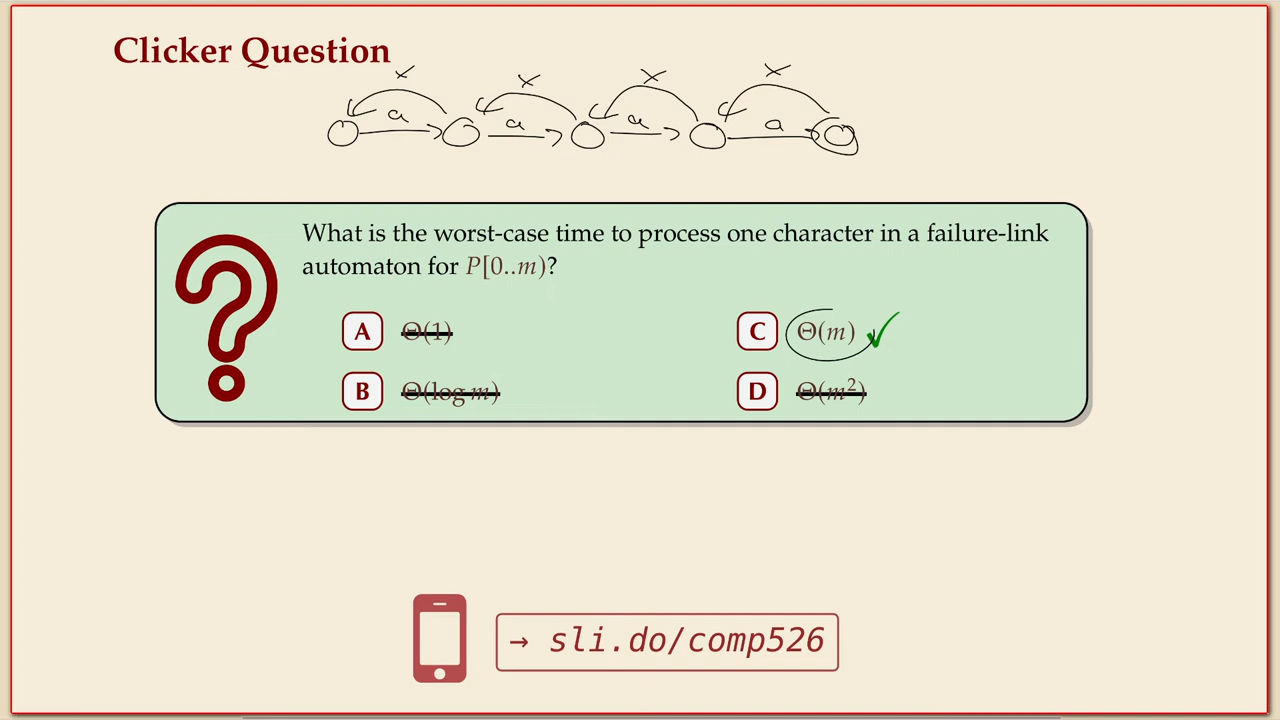 Clicker Question
x x x x
a a a a
?
What is the worst-case time to process one character in a failure-link
automaton for P[0..m)?
A Θ(1)
C Θ(m) ✓
B Θ(log m)
D Θ(m²)
→ sli.do/comp526